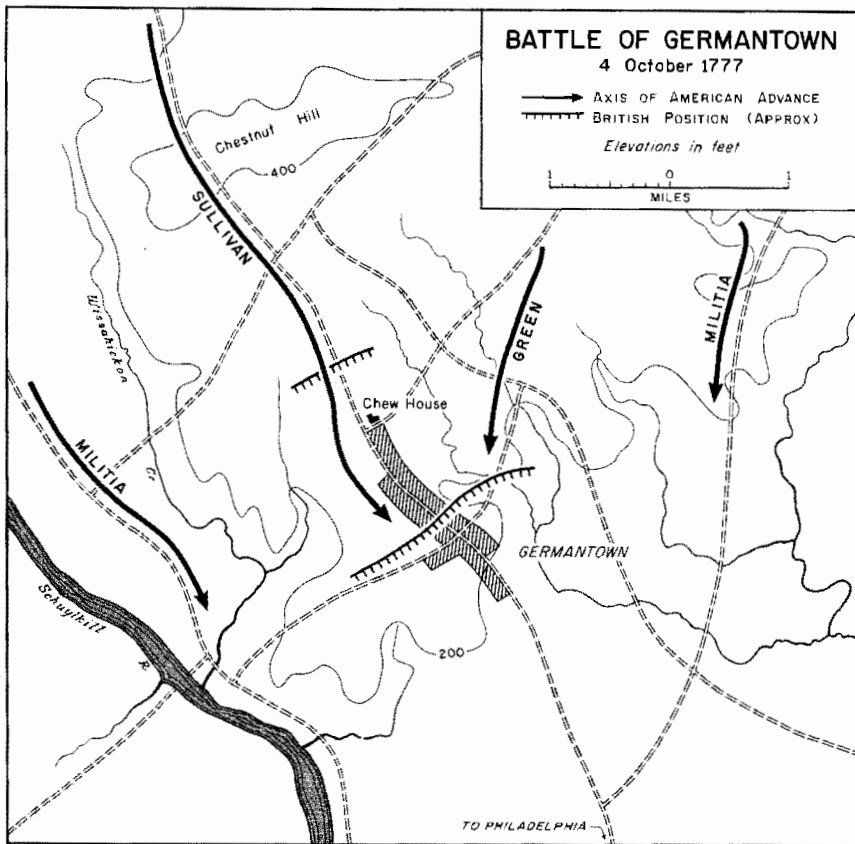 BATTLE OF GERMANTOWN
4 October 1777
AXIS OF AMERICAN ADVANCE
BRITISH POSITION (APPROX)
Elevations in feet
1 0 1
MILES
Chestnut Hill
400
SULLIVAN
Wissahickon
Cr
GREEN
MILITIA
Chew House
MILITIA
GERMANTOWN
Schuylkill
R
200
TO PHILADELPHIA